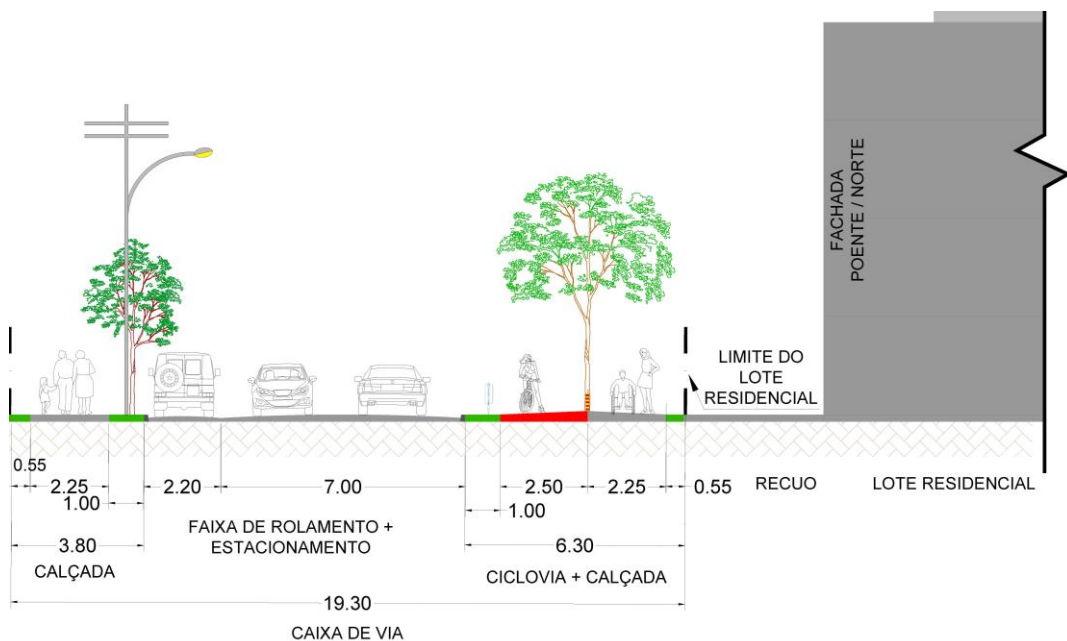 FACHADA
POENTE / NORTE
LIMITE DO
LOTE
RESIDENCIAL
0.55
2.25
1.00
2.20
7.00
2.50
1.00
2.25
0.55
RECUO
LOTE RESIDENCIAL
FAIXA DE ROLAMENTO +
ESTACIONAMENTO
3.80
CALÇADA
6.30
CICLOVIA + CALÇADA
19.30
CAIXA DE VIA